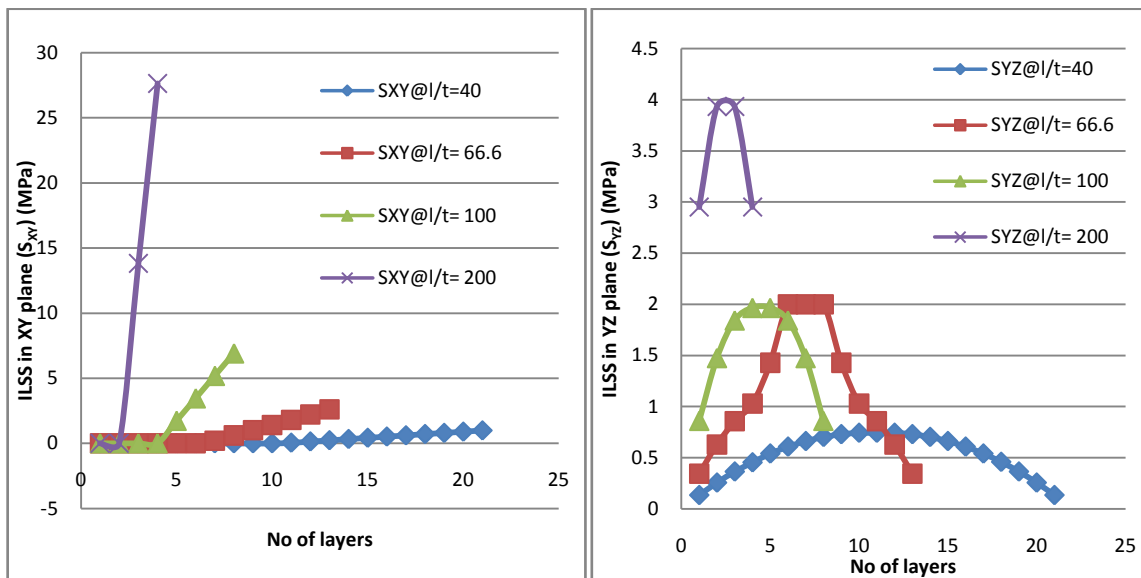 30
25
20
15
10
5
0
-5
0
5
10
15
20
25
ILSS in XY plane (SXY) (MPa)
No of layers
SXY@l/t=40
SXY@l/t= 66.6
SXY@l/t= 100
SXY@l/t= 200
4.5
4
3.5
3
2.5
2
1.5
1
0.5
0
0
5
10
15
20
25
ILSS in YZ plane (SYZ) (MPa)
No of layers
SYZ@l/t=40
SYZ@l/t= 66.6
SYZ@l/t= 100
SYZ@l/t= 200